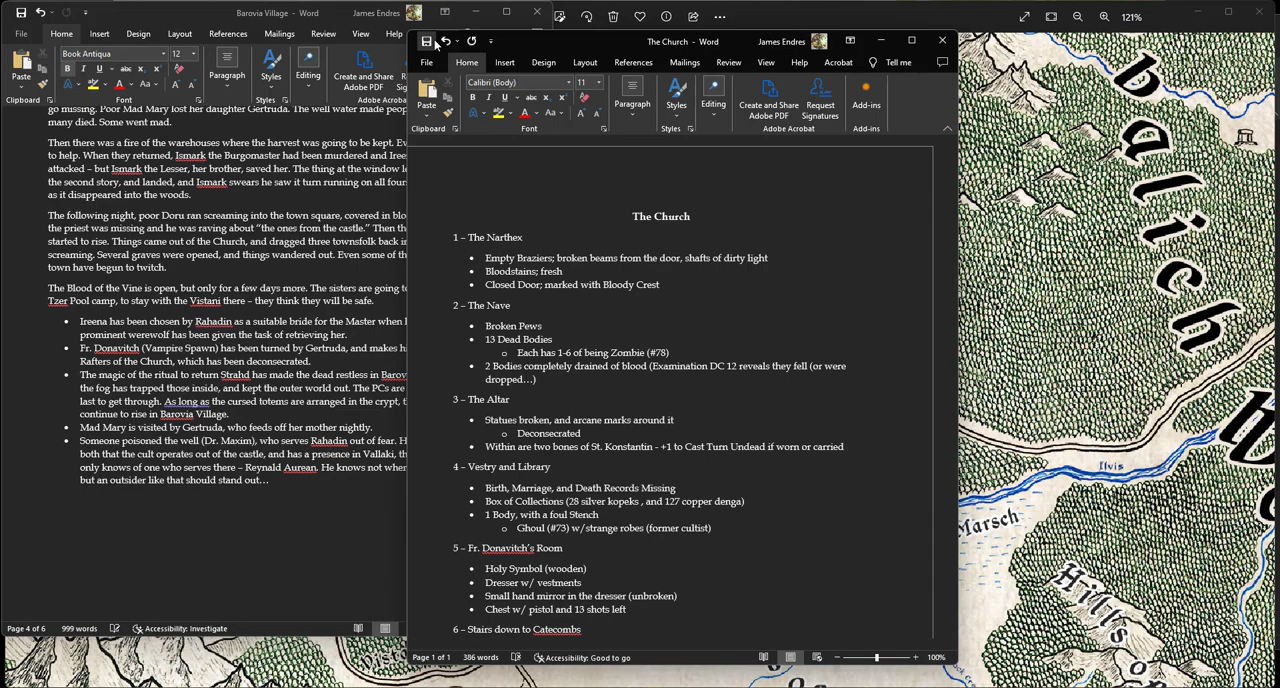 Barovia Village - Word
James Endres
121%
File
Home
Insert
Design
Layout
References
Mailings
Review
View
Help
Book Antiqua
12
Paste
Paragraph
Styles
Editing
Create and Share
Adobe PDF
Clipboard
Font
Styles
Adobe Acro
go missing. Poor Mad Mary lost her daughter Gertruda. The well water made peop
many died. Some went mad.
Then there was a fire of the warehouses where the harvest was going to be kept. Ev
to help. When they returned, Ismark the Burgomaster had been murdered and Iree
attacked – but Ismark the Lesser, her brother, saved her. The thing at the window le
the second story, and landed, and Ismark swears he saw it turn running on all fours
as it disappeared into the woods.
The following night, poor Doru ran screaming into the town square, covered in bloo
the priest was missing and he was raving about “the ones from the castle.” Then th
started to rise. Things came out of the Church, and dragged three townsfolk back in
screaming. Several graves were opened, and things wandered out. Even some of th
town have begun to twitch.
The Blood of the Vine is open, but only for a few days more. The sisters are going to
Tzer Pool camp, to stay with the Vistani there – they think they will be safe.
• Ireena has been chosen by Rahadin as a suitable bride for the Master when h
prominent werewolf has been given the task of retrieving her.
• Fr. Donavitch (Vampire Spawn) has been turned by Gertruda, and makes hi
Rafters of the Church, which has been deconsecrated.
• The magic of the ritual to return Strahd has made the dead restless in Barov
the fog has trapped those inside, and kept the outer world out. The PCs are
last to get through. As long as the cursed totems are arranged in the crypt, t
continue to rise in Barovia Village.
• Mad Mary is visited by Gertruda, who feeds off her mother nightly.
• Someone poisoned the well (Dr. Maxim), who serves Rahadin out of fear. H
both that the cult operates out of the castle, and has a presence in Vallaki, th
only knows of one who serves there – Reynald Aurean. He knows not wher
but an outsider like that should stand out…
Page 4 of 6
999 words
Accessibility: Investigate
The Church - Word
James Endres
File
Home
Insert
Design
Layout
References
Mailings
Review
View
Help
Acrobat
Tell me
Calibri (Body)
11
Paste
Paragraph
Styles
Editing
Create and Share
Adobe PDF
Request
Signatures
Add-ins
Clipboard
Font
Styles
Adobe Acrobat
Add-ins
The Church
1 – The Narthex
• Empty Braziers; broken beams from the door, shafts of dirty light
• Bloodstains; fresh
• Closed Door; marked with Bloody Crest
2 – The Nave
• Broken Pews
• 13 Dead Bodies
o Each has 1-6 of being Zombie (#78)
• 2 Bodies completely drained of blood (Examination DC 12 reveals they fell (or were
dropped…)
3 – The Altar
• Statues broken, and arcane marks around it
o Deconsecrated
• Within are two bones of St. Konstantin - +1 to Cast Turn Undead if worn or carried
4 – Vestry and Library
• Birth, Marriage, and Death Records Missing
• Box of Collections (28 silver kopeks , and 127 copper denga)
• 1 Body, with a foul Stench
o Ghoul (#73) w/strange robes (former cultist)
5 – Fr. Donavitch’s Room
• Holy Symbol (wooden)
• Dresser w/ vestments
• Small hand mirror in the dresser (unbroken)
• Chest w/ pistol and 13 shots left
6 – Stairs down to Catecombs
Page 1 of 1
386 words
Accessibility: Good to go
100%
balich
Ilvis
Marsch
Hills
of